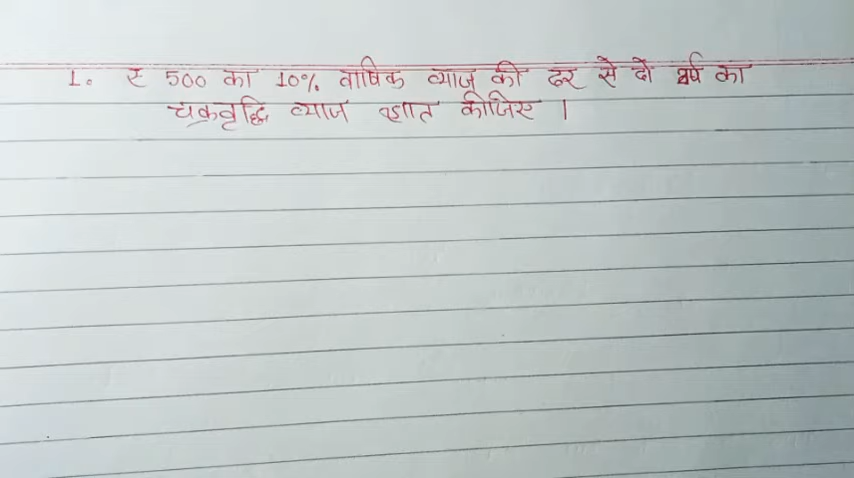 1. ₹ 500 का 10% वार्षिक व्याज की दर से दो वर्ष का
चक्रवृद्धि व्याज ज्ञात कीजिए ।